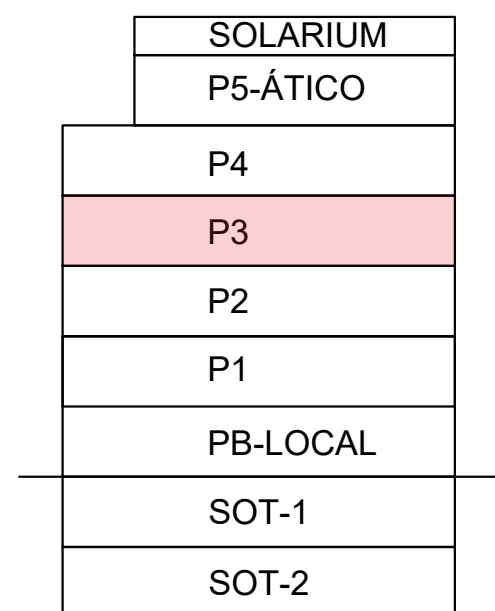 SOLARIUM
P5-ÁTICO
P4
P3
P2
P1
PB-LOCAL
SOT-1
SOT-2